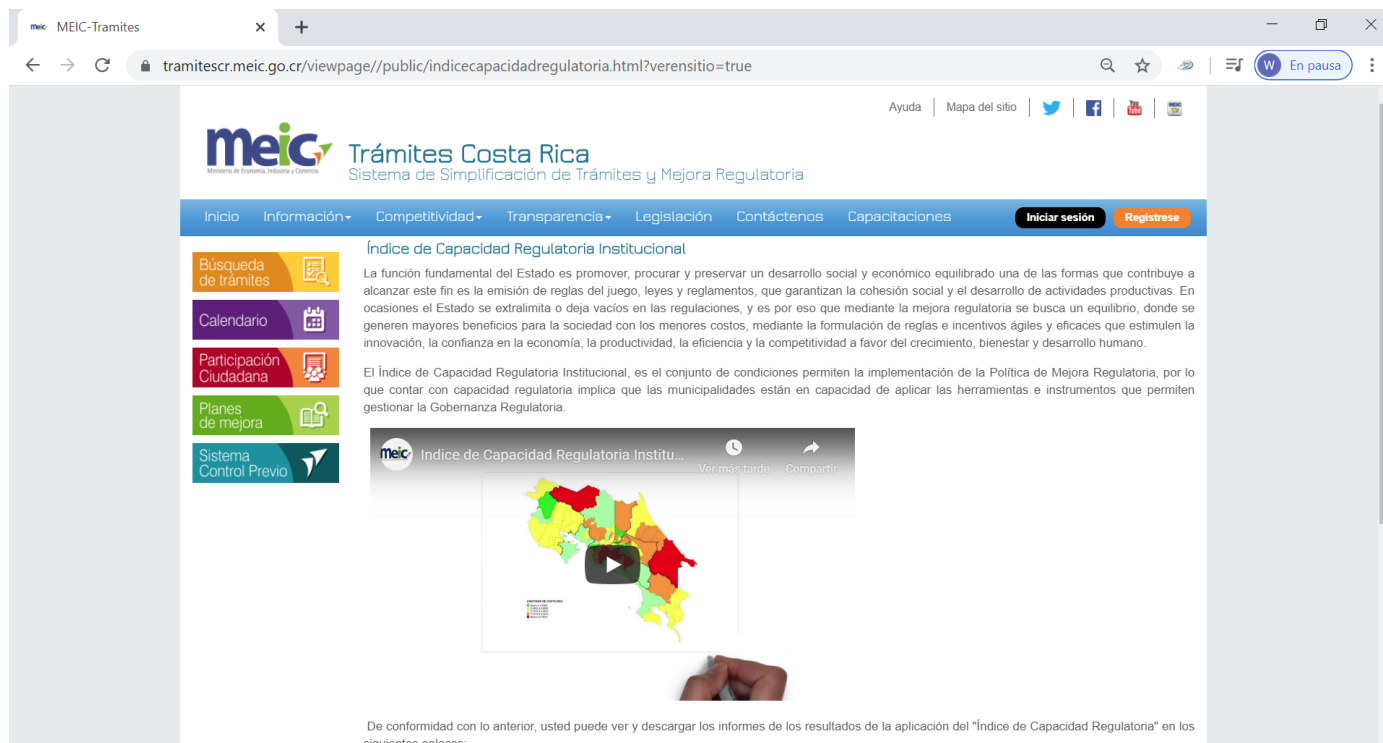 meic MEIC-Tramites
tramitescr.meic.go.cr/viewpage//public/indicecapacidadregulatoria.html?verensitio=true
W En pausa
Ayuda Mapa del sitio You Tube
meic
Ministerio de Economía, Industria y Comercio
Trámites Costa Rica
Sistema de Simplificación de Trámites y Mejora Regulatoria
Inicio Información Competitividad Transparencia Legislación Contáctenos Capacitaciones Iniciar sesión Regístrese
Búsqueda
de trámites
Calendario
Participación
Ciudadana
Planes
de mejora
Sistema
Control Previo
Índice de Capacidad Regulatoria Institucional
La función fundamental del Estado es promover, procurar y preservar un desarrollo social y económico equilibrado una de las formas que contribuye a
alcanzar este fin es la emisión de reglas del juego, leyes y reglamentos, que garantizan la cohesión social y el desarrollo de actividades productivas. En
ocasiones el Estado se extralimita o deja vacíos en las regulaciones, y es por eso que mediante la mejora regulatoria se busca un equilibrio, donde se
generen mayores beneficios para la sociedad con los menores costos, mediante la formulación de reglas e incentivos ágiles y eficaces que estimulen la
innovación, la confianza en la economía, la productividad, la eficiencia y la competitividad a favor del crecimiento, bienestar y desarrollo humano.
El Índice de Capacidad Regulatoria Institucional, es el conjunto de condiciones permiten la implementación de la Política de Mejora Regulatoria, por lo
que contar con capacidad regulatoria implica que las municipalidades están en capacidad de aplicar las herramientas e instrumentos que permiten
gestionar la Gobernanza Regulatoria.
meic Indice de Capacidad Regulatoria Institu...
Ver más tarde Compartir
De conformidad con lo anterior, usted puede ver y descargar los informes de los resultados de la aplicación del "Índice de Capacidad Regulatoria" en los
siguientes enlaces: